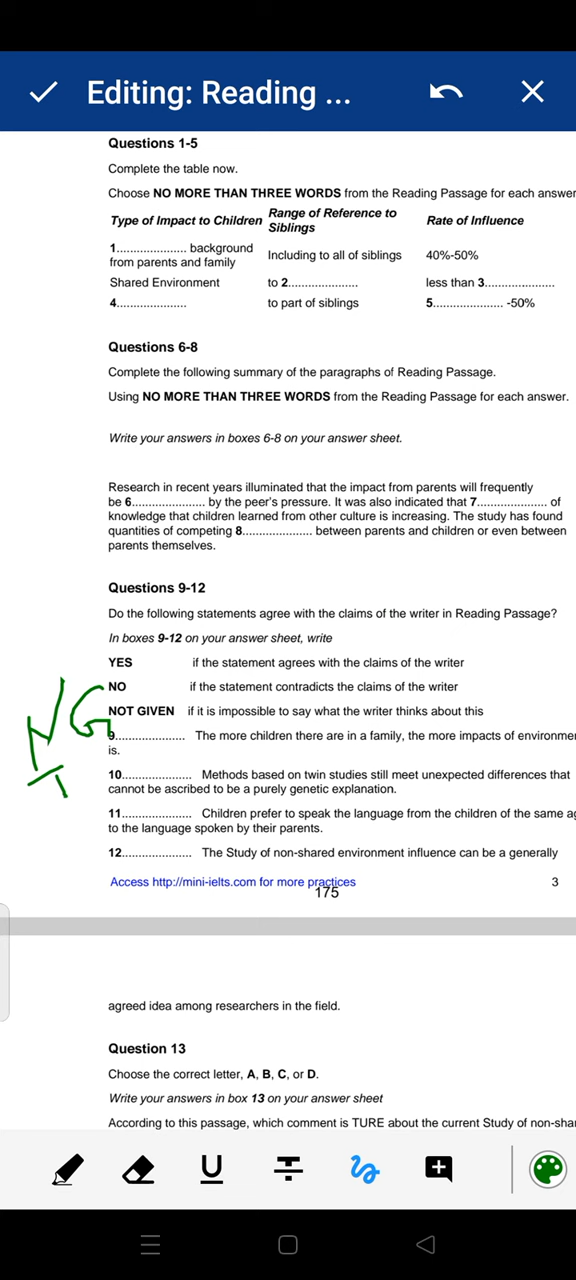 Editing: Reading ...
Questions 1-5
Complete the table now.
Choose NO MORE THAN THREE WORDS from the Reading Passage for each answer
Type of Impact to Children Range of Reference to Siblings Rate of Influence
1.................... background from parents and family Including to all of siblings 40%-50%
Shared Environment to 2.................... less than 3....................
4.................... to part of siblings 5.................... -50%
Questions 6-8
Complete the following summary of the paragraphs of Reading Passage.
Using NO MORE THAN THREE WORDS from the Reading Passage for each answer.
Write your answers in boxes 6-8 on your answer sheet.
Research in recent years illuminated that the impact from parents will frequently
be 6.................... by the peer's pressure. It was also indicated that 7.................... of
knowledge that children learned from other culture is increasing. The study has found
quantities of competing 8.................... between parents and children or even between
parents themselves.
Questions 9-12
Do the following statements agree with the claims of the writer in Reading Passage?
In boxes 9-12 on your answer sheet, write
YES if the statement agrees with the claims of the writer
NO if the statement contradicts the claims of the writer
NOT GIVEN if it is impossible to say what the writer thinks about this
NG
9.................... The more children there are in a family, the more impacts of environme
is.
T
10.................... Methods based on twin studies still meet unexpected differences that
cannot be ascribed to be a purely genetic explanation.
11.................... Children prefer to speak the language from the children of the same ag
to the language spoken by their parents.
12.................... The Study of non-shared environment influence can be a generally
Access http://mini-ielts.com for more practices 3
175
agreed idea among researchers in the field.
Question 13
Choose the correct letter, A, B, C, or D.
Write your answers in box 13 on your answer sheet
According to this passage, which comment is TURE about the current Study of non-sha
U
T